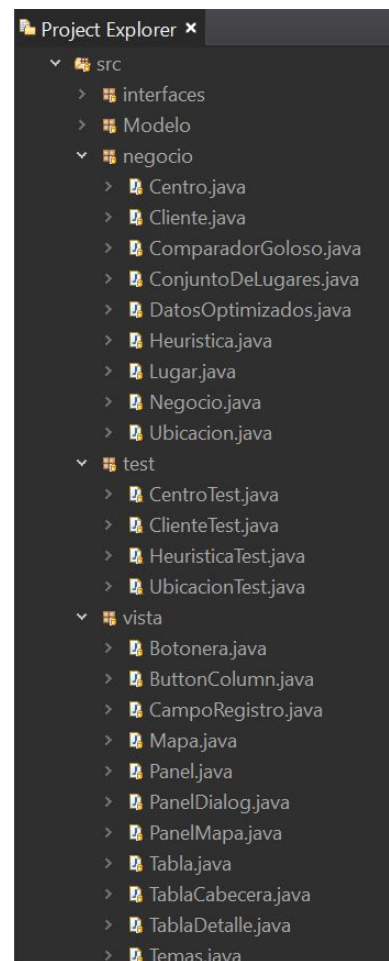 Project Explorer
src
interfaces
Modelo
negocio
Centro.java
Cliente.java
ComparadorGoloso.java
ConjuntoDeLugares.java
DatosOptimizados.java
Heuristica.java
Lugar.java
Negocio.java
Ubicacion.java
test
CentroTest.java
ClienteTest.java
HeuristicaTest.java
UbicacionTest.java
vista
Botonera.java
ButtonColumn.java
CampoRegistro.java
Mapa.java
Panel.java
PanelDialog.java
PanelMapa.java
Tabla.java
TablaCabecera.java
TablaDetalle.java
Temas.java